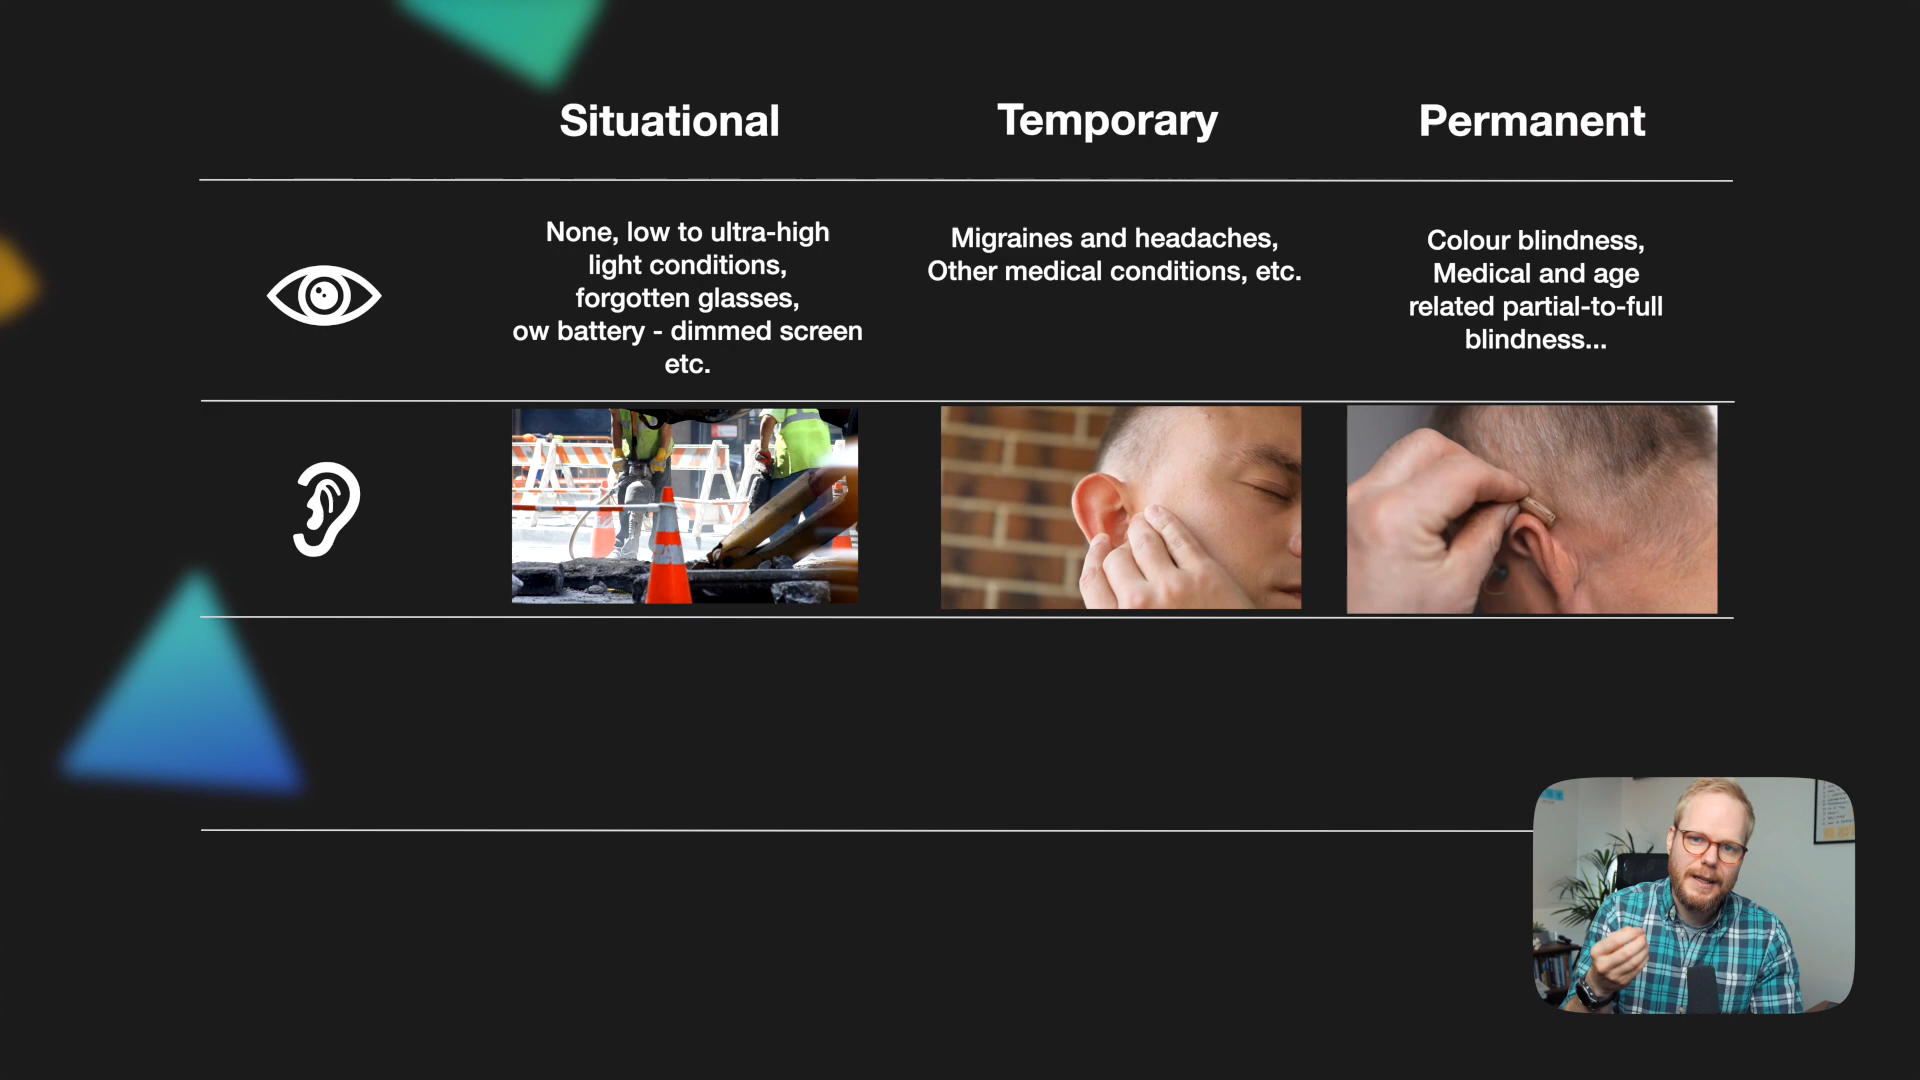 Situational
Temporary
Permanent
None, low to ultra-high
light conditions,
forgotten glasses,
ow battery - dimmed screen
etc.
Migraines and headaches,
Other medical conditions, etc.
Colour blindness,
Medical and age
related partial-to-full
blindness...